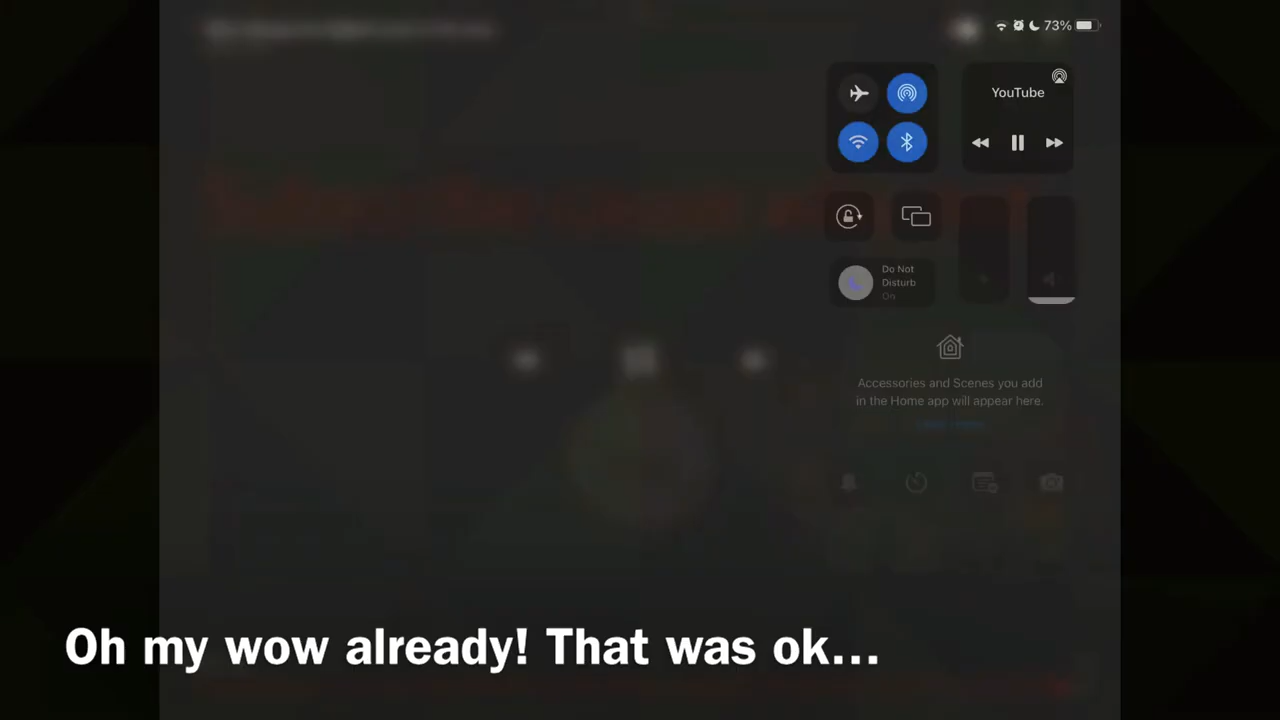 73%
YouTube
Do Not
Disturb
On
Accessories and Scenes you add
in the Home app will appear here.
Oh my wow already! That was ok...